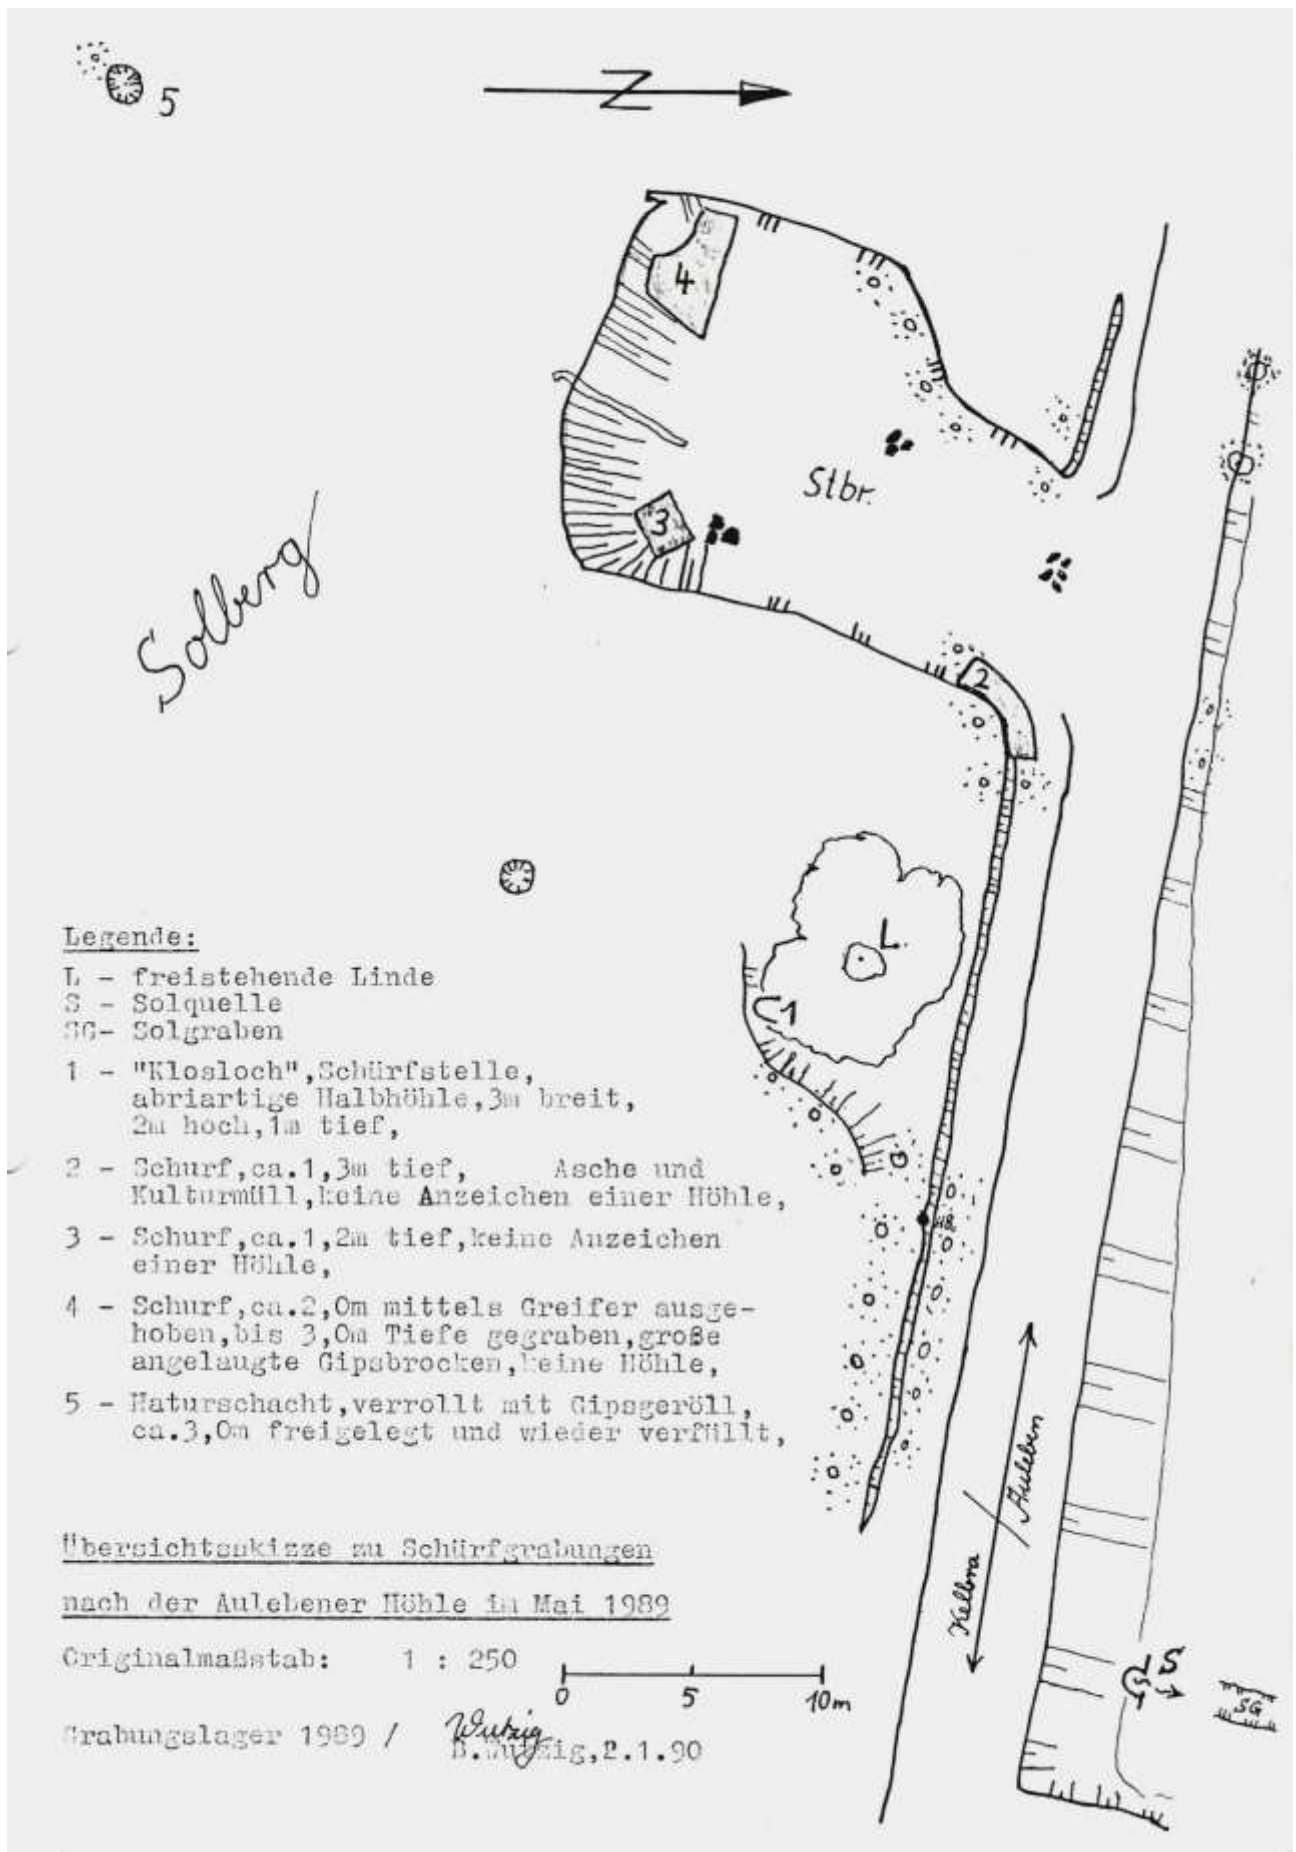 5
N
4
3
Stbr.
2
Solberg
L.
1
Legende:
L - freistehende Linde
S - Solquelle
SG- Solgraben
1 - "Klosloch",Schürfstelle,
abriartige Halbhöhle,3m breit,
2m hoch,1m tief,
2 - Schurf,ca.1,3m tief, Asche und
Kulturmüll,keine Anzeichen einer Höhle,
3 - Schurf,ca.1,2m tief,keine Anzeichen
einer Höhle,
4 - Schurf,ca.2,0m mittels Greifer ausge-
hoben,bis 3,0m Tiefe gegraben,große
angelaugte Gipsbrocken,keine Höhle,
5 - Naturschacht,verrollt mit Gipsgeröll,
ca.3,0m freigelegt und wieder verfüllt,
Kelbra / Auleben
S
SG
Übersichtsskizze zu Schürfgrabungen
nach der Aulebener Höhle im Mai 1989
Originalmaßstab: 1 : 250
0 5 10m
Grabungslager 1989 / Wutzig
B.Wutzig,2.1.90